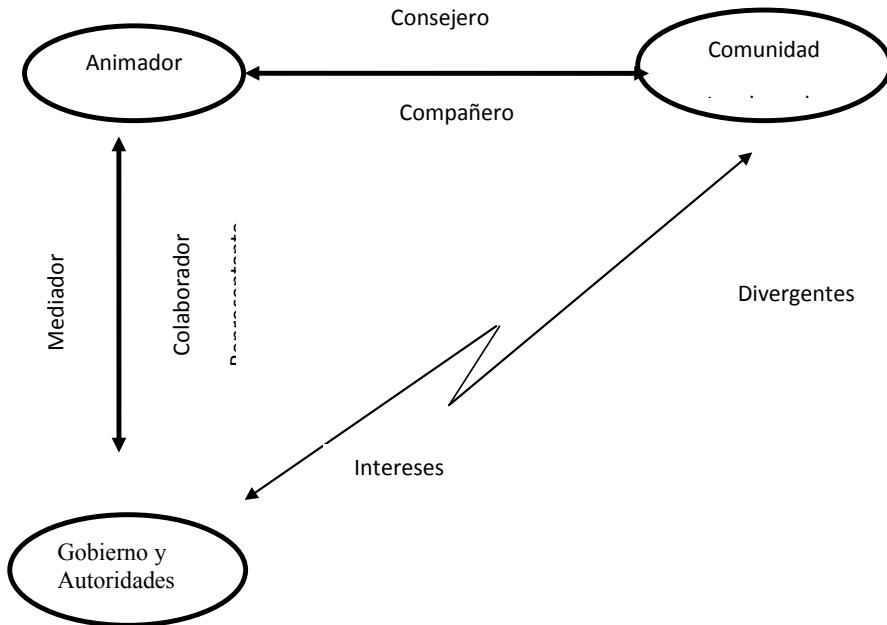 Consejero
Animador
Comunidad
Compañero
Mediador
Colaborador
Divergentes
Intereses
Gobierno y
Autoridades